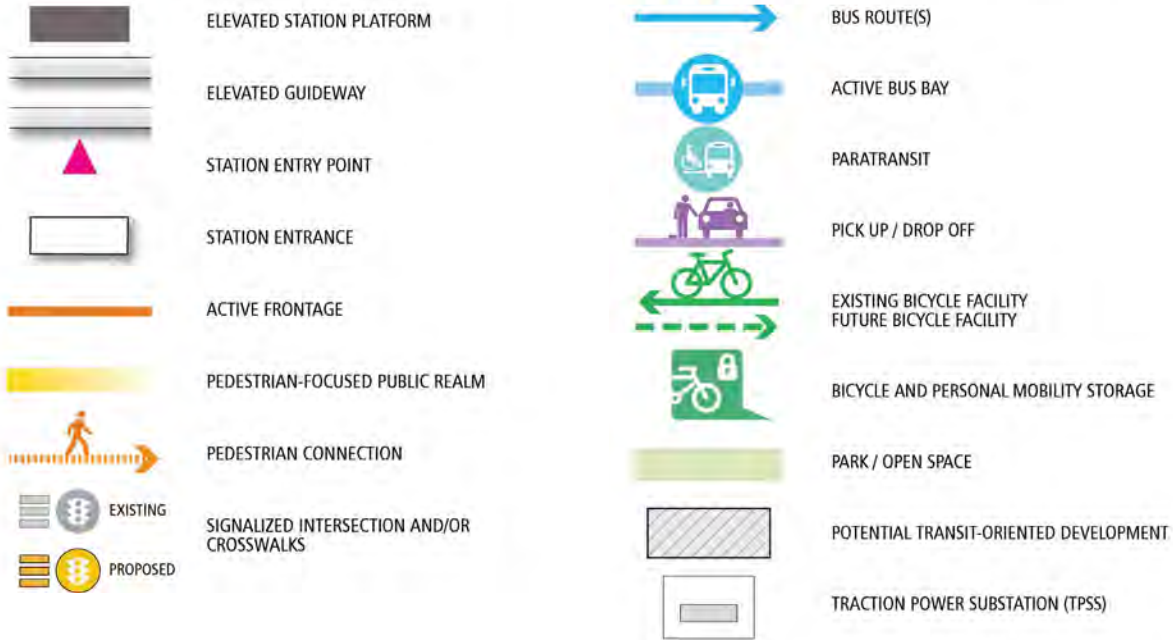 ELEVATED STATION PLATFORM
ELEVATED GUIDEWAY
STATION ENTRY POINT
STATION ENTRANCE
ACTIVE FRONTAGE
PEDESTRIAN-FOCUSED PUBLIC REALM
PEDESTRIAN CONNECTION
EXISTING
PROPOSED
SIGNALIZED INTERSECTION AND/OR
CROSSWALKS
BUS ROUTE(S)
ACTIVE BUS BAY
PARATRANSIT
PICK UP / DROP OFF
EXISTING BICYCLE FACILITY
FUTURE BICYCLE FACILITY
BICYCLE AND PERSONAL MOBILITY STORAGE
PARK / OPEN SPACE
POTENTIAL TRANSIT-ORIENTED DEVELOPMENT
TRACTION POWER SUBSTATION (TPSS)